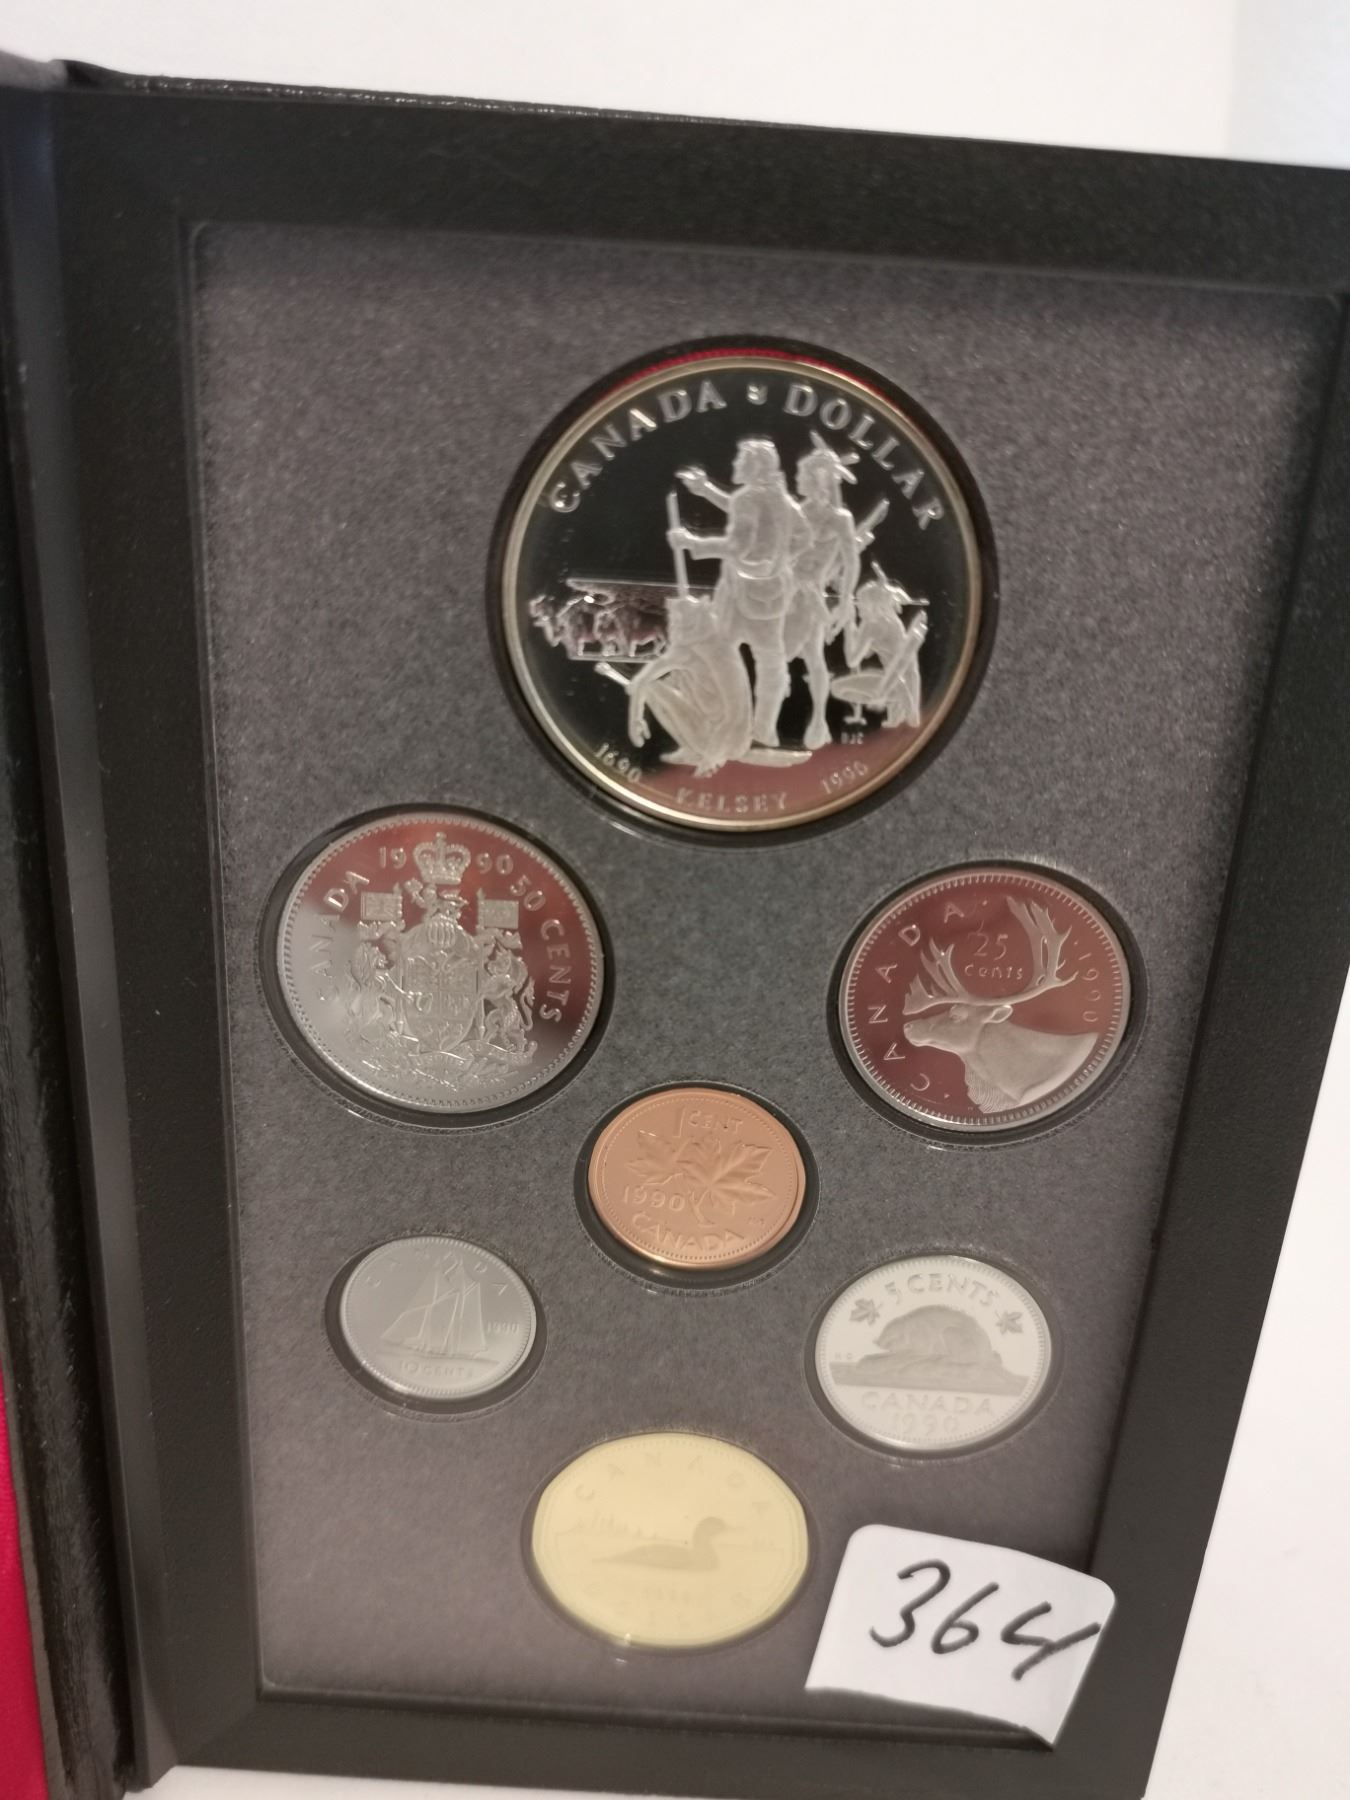 CANADA DOLLAR
RJC
1690 KELSEY 1990
CANADA 1990 50 CENTS
CANADA 25 cents 1990
1 CENT
1990
CANADA
CANADA
1990
10 CENTS
5 CENTS
CANADA
1990
CANADA
364